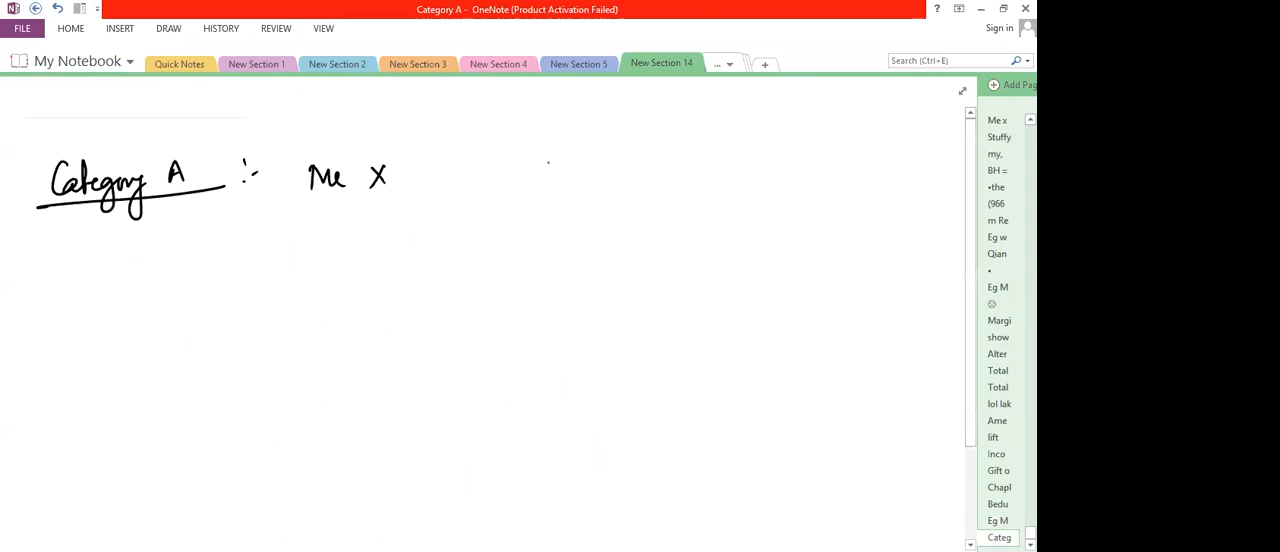 Category A - OneNote (Product Activation Failed)
?
FILE HOME INSERT DRAW HISTORY REVIEW VIEW Sign in
My Notebook Quick Notes New Section 1 New Section 2 New Section 3 New Section 4 New Section 5 New Section 14 ... + Search (Ctrl+E)
Add Pag
Category A :- Me X
Me x
Stuffy
my,
BH =
•the
(966
m Re
Eg w
Qian
•
Eg M
☹
Margi
show
Alter
Total
Total
lol lak
Ame
lift
Inco
Gift o
Chapl
Bedu
Eg M
Categ